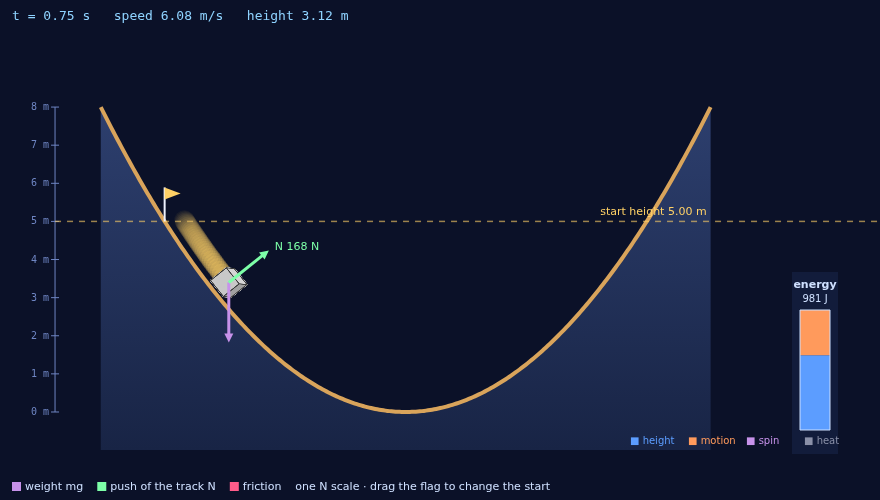 t = 0.75 s   speed 6.08 m/s   height 3.12 m
8 m
7 m
6 m
5 m
4 m
3 m
2 m
1 m
0 m
start height 5.00 m
N 168 N
energy
981 J
height   motion   spin   heat
weight mg   push of the track N   friction   one N scale · drag the flag to change the start